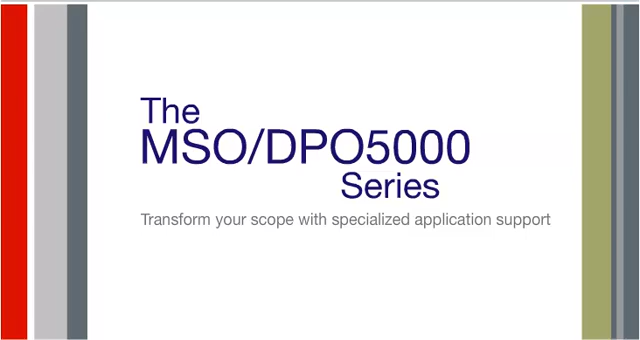 The
MSO/DPO5000
Series
Transform your scope with specialized application support